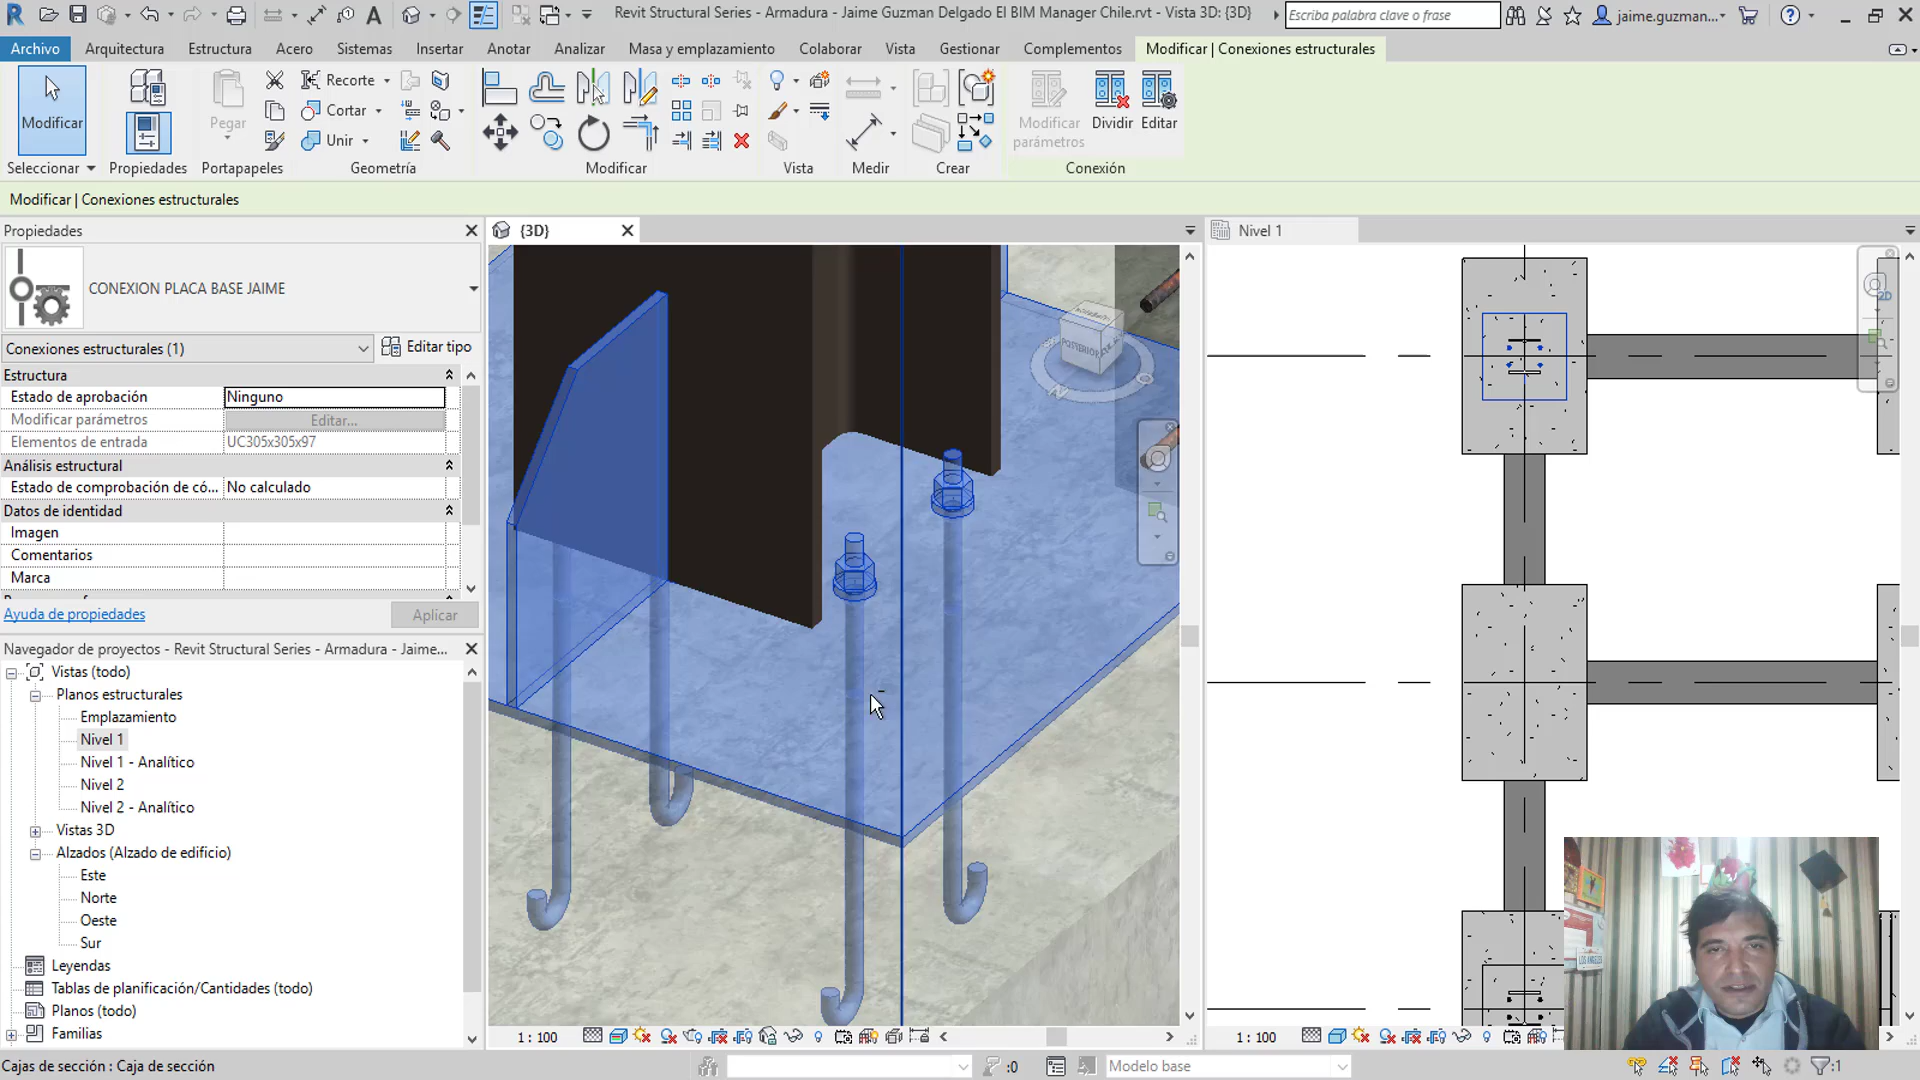 Revit Structural Series - Armadura - Jaime Guzman Delgado El BIM Manager Chile.rvt - Vista 3D: {3D}
Escriba palabra clave o frase
jaime.guzman...
Archivo
Arquitectura
Estructura
Acero
Sistemas
Insertar
Anotar
Analizar
Masa y emplazamiento
Colaborar
Vista
Gestionar
Complementos
Modificar | Conexiones estructurales
Modificar
Pegar
Recorte
Cortar
Unir
Modificar parámetros
Dividir
Editar
Seleccionar
Propiedades
Portapapeles
Geometría
Modificar
Vista
Medir
Crear
Conexión
Modificar | Conexiones estructurales
Propiedades
{3D}
Nivel 1
CONEXION PLACA BASE JAIME
Conexiones estructurales (1)
Editar tipo
Estructura
Estado de aprobación
Ninguno
Modificar parámetros
Editar...
Elementos de entrada
UC305x305x97
Análisis estructural
Estado de comprobación de có...
No calculado
Datos de identidad
Imagen
Comentarios
Marca
Ayuda de propiedades
Aplicar
Navegador de proyectos - Revit Structural Series - Armadura - Jaime...
Vistas (todo)
Planos estructurales
Emplazamiento
Nivel 1
Nivel 1 - Analítico
Nivel 2
Nivel 2 - Analítico
Vistas 3D
Alzados (Alzado de edificio)
Este
Norte
Oeste
Sur
Leyendas
Tablas de planificación/Cantidades (todo)
Planos (todo)
Familias
POSTERIOR
2D
LOS ANGELES
1 : 100
1 : 100
Cajas de sección : Caja de sección
:0
Modelo base
:1